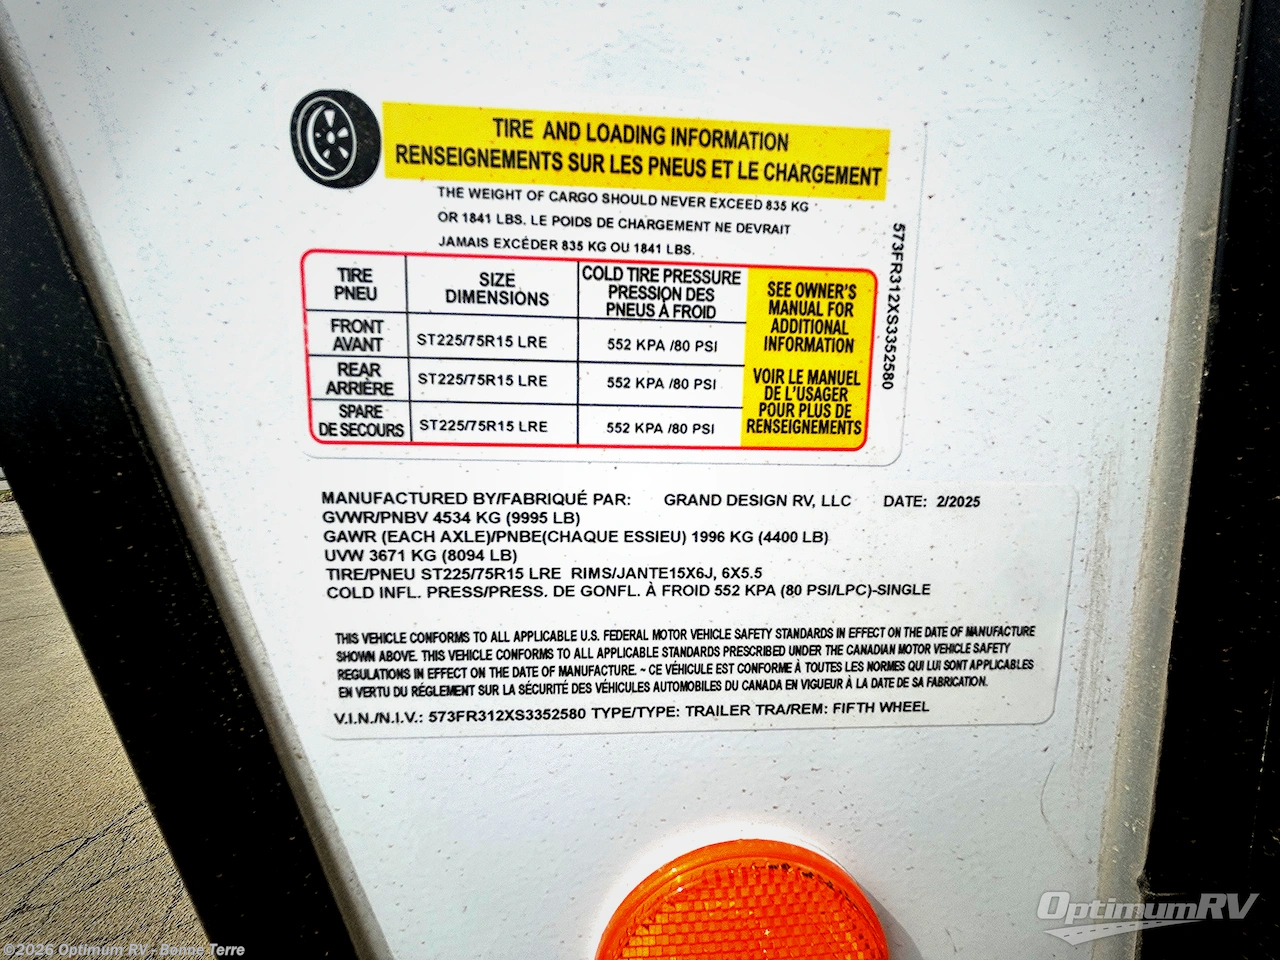 TIRE AND LOADING INFORMATION
RENSEIGNEMENTS SUR LES PNEUS ET LE CHARGEMENT
THE WEIGHT OF CARGO SHOULD NEVER EXCEED 835 KG
OR 1841 LBS. LE POIDS DE CHARGEMENT NE DEVRAIT
JAMAIS EXCÉDER 835 KG OU 1841 LBS.
TIRE
PNEU
SIZE
DIMENSIONS
COLD TIRE PRESSURE
PRESSION DES
PNEUS À FROID
FRONT
AVANT
ST225/75R15 LRE
552 KPA /80 PSI
REAR
ARRIÈRE
ST225/75R15 LRE
552 KPA /80 PSI
SPARE
DE SECOURS
ST225/75R15 LRE
552 KPA /80 PSI
SEE OWNER'S
MANUAL FOR
ADDITIONAL
INFORMATION
VOIR LE MANUEL
DE L'USAGER
POUR PLUS DE
RENSEIGNEMENTS
573FR312XS3352580
MANUFACTURED BY/FABRIQUÉ PAR: GRAND DESIGN RV, LLC DATE: 2/2025
GVWR/PNBV 4534 KG (9995 LB)
GAWR (EACH AXLE)/PNBE(CHAQUE ESSIEU) 1996 KG (4400 LB)
UVW 3671 KG (8094 LB)
TIRE/PNEU ST225/75R15 LRE RIMS/JANTE15X6J, 6X5.5
COLD INFL. PRESS/PRESS. DE GONFL. À FROID 552 KPA (80 PSI/LPC)-SINGLE
THIS VEHICLE CONFORMS TO ALL APPLICABLE U.S. FEDERAL MOTOR VEHICLE SAFETY STANDARDS IN EFFECT ON THE DATE OF MANUFACTURE
SHOWN ABOVE. THIS VEHICLE CONFORMS TO ALL APPLICABLE STANDARDS PRESCRIBED UNDER THE CANADIAN MOTOR VEHICLE SAFETY
REGULATIONS IN EFFECT ON THE DATE OF MANUFACTURE. ~ CE VÉHICULE EST CONFORME À TOUTES LES NORMES QUI LUI SONT APPLICABLES
EN VERTU DU RÉGLEMENT SUR LA SÉCURITÉ DES VÉHICULES AUTOMOBILES DU CANADA EN VIGUEUR À LA DATE DE SA FABRICATION.
V.I.N./N.I.V.: 573FR312XS3352580 TYPE/TYPE: TRAILER TRA/REM: FIFTH WHEEL
OptimumRV
©2026 Optimum RV - Bonne Terre